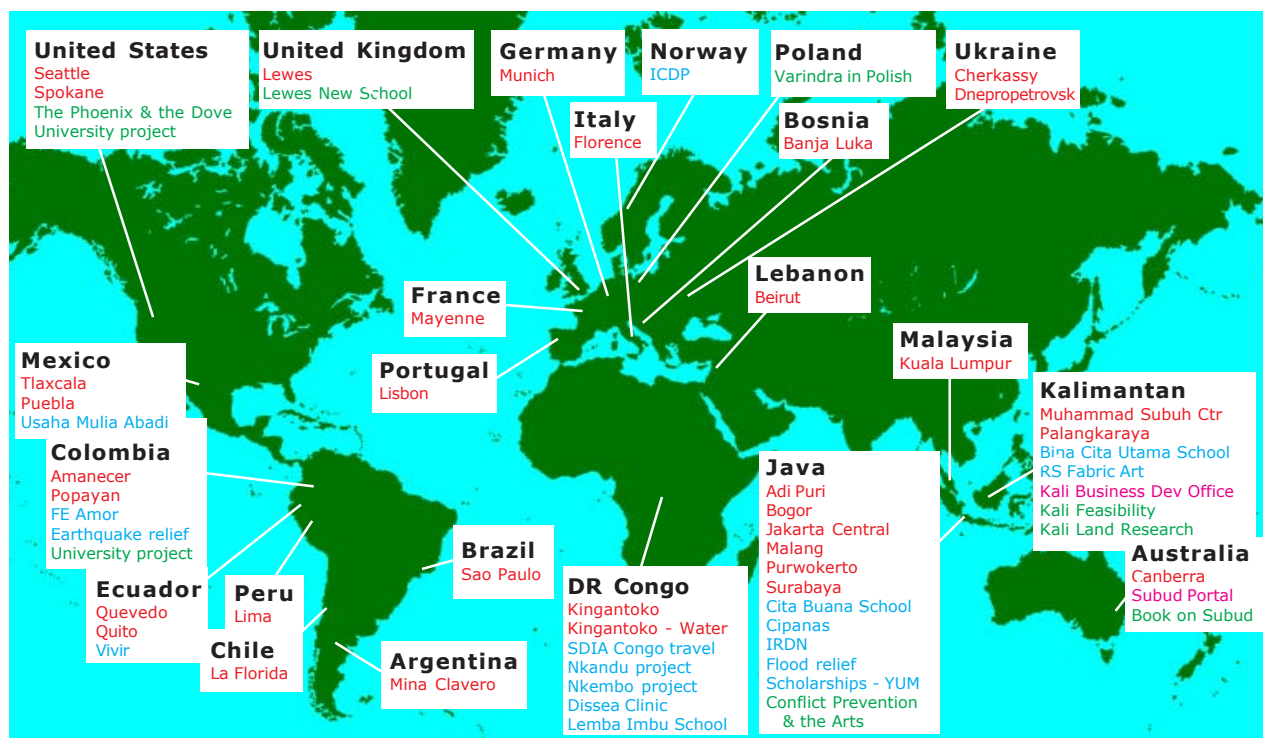 United States
Seattle
Spokane
The Phoenix & the Dove
University project
United Kingdom
Lewes
Lewes New School
Germany
Munich
Norway
ICDP
Poland
Varindra in Polish
Ukraine
Cherkassy
Dnepropetrovsk
Italy
Florence
Bosnia
Banja Luka
France
Mayenne
Lebanon
Beirut
Portugal
Lisbon
Malaysia
Kuala Lumpur
Mexico
Tlaxcala
Puebla
Usaha Mulia Abadi
Kalimantan
Muhammad Subuh Ctr
Palangkaraya
Bina Cita Utama School
RS Fabric Art
Kali Business Dev Office
Kali Feasibility
Kali Land Research
Colombia
Amanecer
Popayan
FE Amor
Earthquake relief
University project
Java
Adi Puri
Bogor
Jakarta Central
Malang
Purwokerto
Surabaya
Cita Buana School
Cipanas
IRDN
Flood relief
Scholarships - YUM
Conflict Prevention
& the Arts
Brazil
Sao Paulo
Australia
Canberra
Subud Portal
Book on Subud
Ecuador
Quevedo
Quito
Vivir
Peru
Lima
DR Congo
Kingantoko
Kingantoko - Water
SDIA Congo travel
Nkandu project
Nkembo project
Dissea Clinic
Lemba Imbu School
Chile
La Florida
Argentina
Mina Clavero